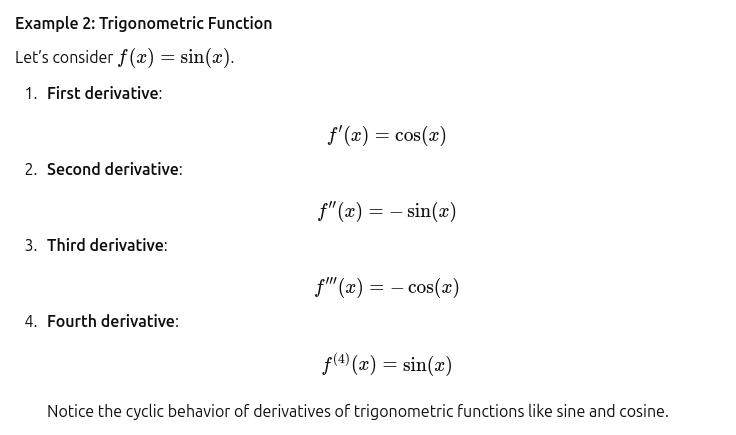 Example 2: Trigonometric Function
Let’s consider f(x) = sin(x).
1. First derivative:
f′(x) = cos(x)
2. Second derivative:
f″(x) = − sin(x)
3. Third derivative:
f‴(x) = − cos(x)
4. Fourth derivative:
f⁽⁴⁾(x) = sin(x)
Notice the cyclic behavior of derivatives of trigonometric functions like sine and cosine.